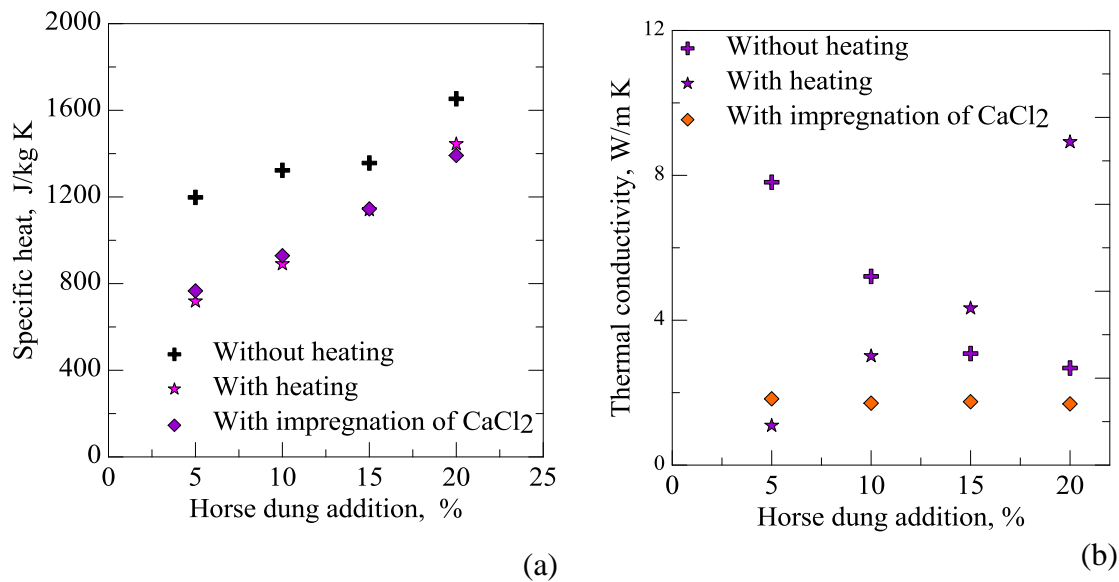 2000
1600
1200
800
400
0
Specific heat, J/kg K
Without heating
With heating
With impregnation of CaCl2
0 5 10 15 20 25
Horse dung addition, %
(a)
12
8
4
0
Thermal conductivity, W/m K
Without heating
With heating
With impregnation of CaCl2
0 5 10 15 20
Horse dung addition, %
(b)